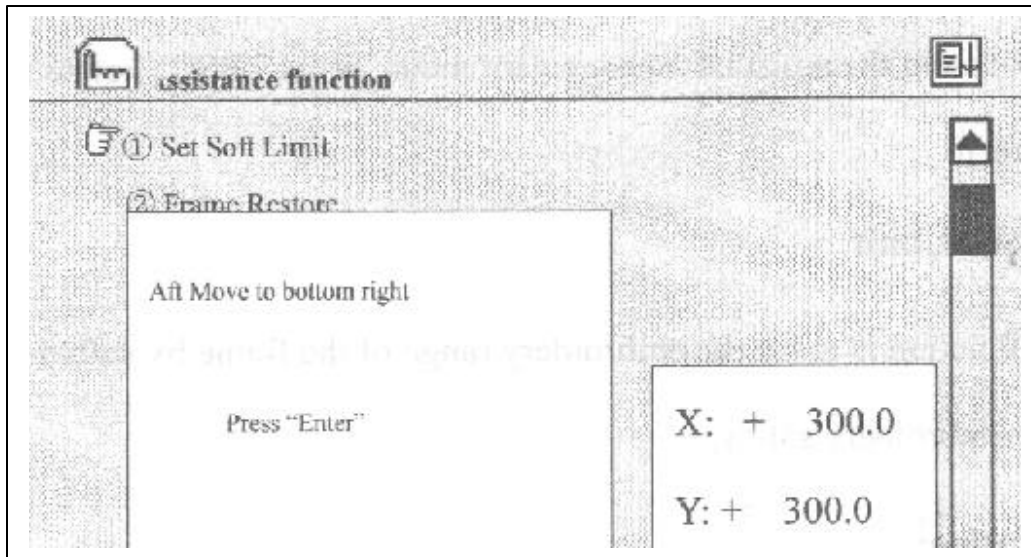 assistance function
① Set Soft Limit
② Frame Restore
Aft Move to bottom right
Press “Enter”
X: + 300.0
Y: + 300.0